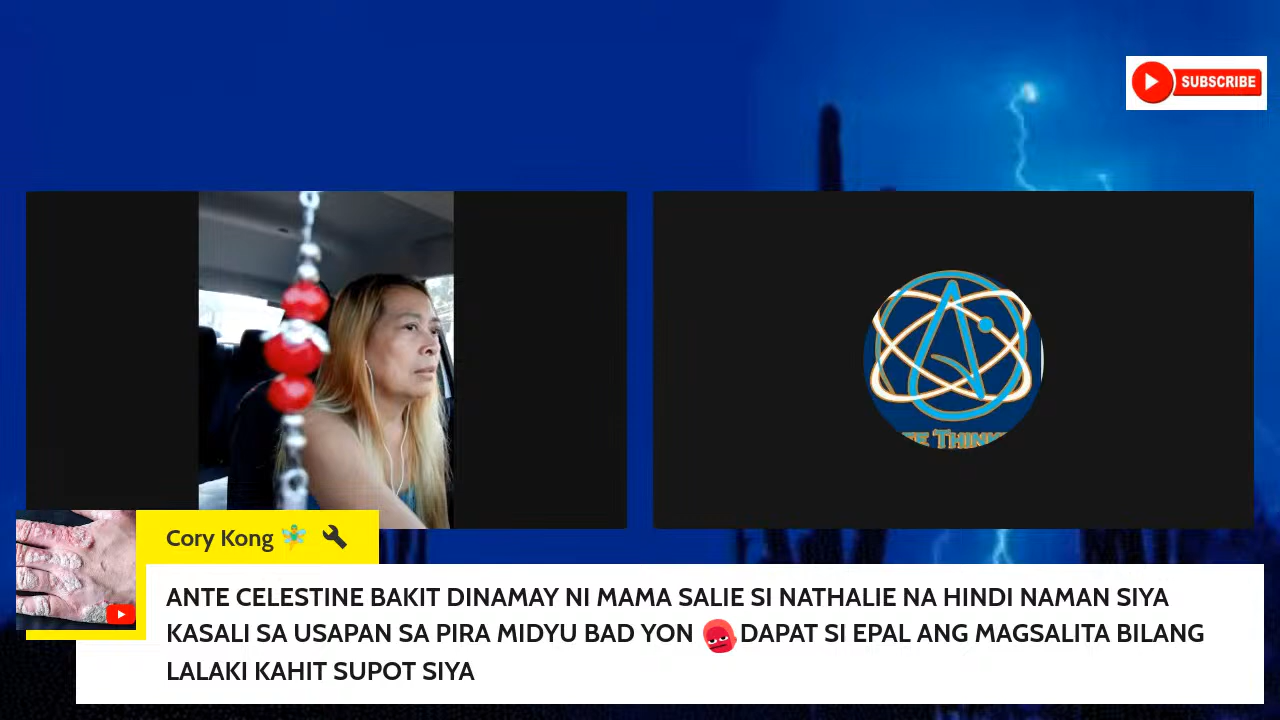 SUBSCRIBE
Cory Kong
ANTE CELESTINE BAKIT DINAMAY NI MAMA SALIE SI NATHALIE NA HINDI NAMAN SIYA
KASALI SA USAPAN SA PIRA MIDYU BAD YON DAPAT SI EPAL ANG MAGSALITA BILANG
LALAKI KAHIT SUPOT SIYA